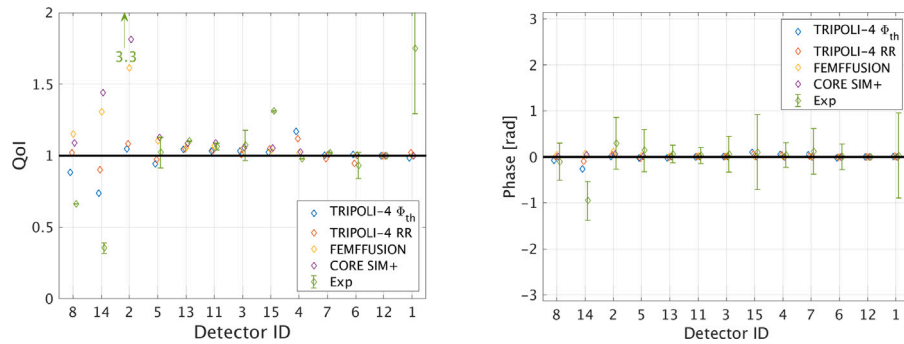 2
1.5
1
0.5
0
QoI
3.3
TRIPOLI-4 Φth
TRIPOLI-4 RR
FEMFFUSION
CORE SIM+
Exp
8 14 2 5 13 11 3 15 4 7 6 12 1
Detector ID
3
2
1
0
-1
-2
-3
Phase [rad]
TRIPOLI-4 Φth
TRIPOLI-4 RR
FEMFFUSION
CORE SIM+
Exp
8 14 2 5 13 11 3 15 4 7 6 12 1
Detector ID